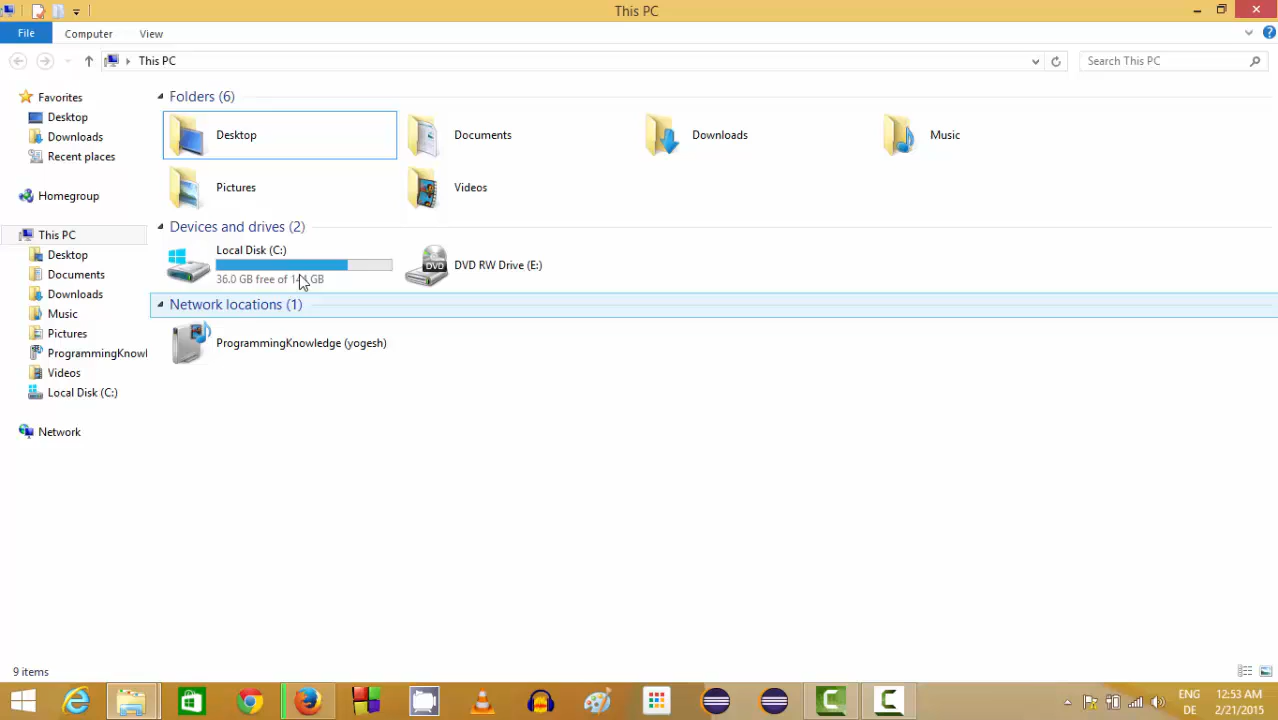 This PC
File Computer View
This PC
Search This PC
Favorites
Desktop
Downloads
Recent places
Homegroup
This PC
Desktop
Documents
Downloads
Music
Pictures
ProgrammingKnowl
Videos
Local Disk (C:)
Network
Folders (6)
Desktop
Documents
Downloads
Music
Pictures
Videos
Devices and drives (2)
Local Disk (C:)
36.0 GB free of GB
DVD
DVD RW Drive (E:)
Network locations (1)
ProgrammingKnowledge (yogesh)
9 items
ENG
DE
12:53 AM
2/21/2015